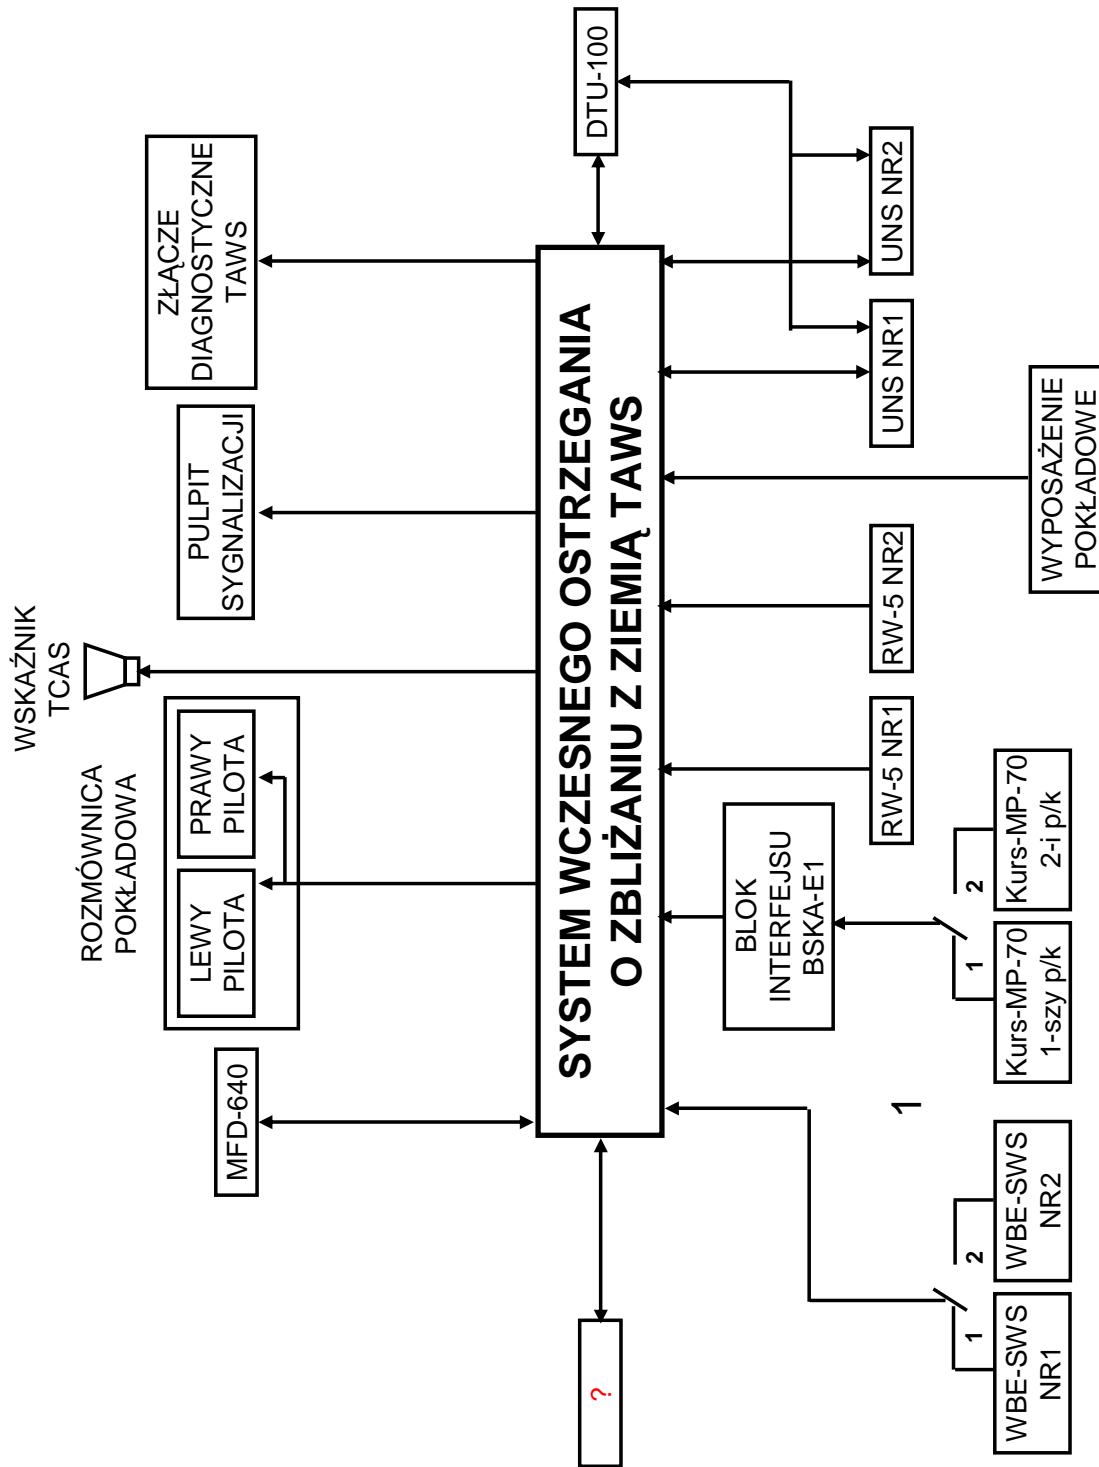 WSKAŹNIK
TCAS
ROZMÓWNICA
POKŁADOWA
MFD-640
LEWY
PILOTA
PRAWY
PILOTA
PULPIT
SYGNALIZACJI
ZŁĄCZE
DIAGNOSTYCZNE
TAWS
?
SYSTEM WCZESNEGO OSTRZEGANIA
O ZBLIŻANIU Z ZIEMIĄ TAWS
DTU-100
BLOK
INTERFEJSU
BSKA-E1
RW-5 NR1
RW-5 NR2
UNS NR1
UNS NR2
1
1
2
1
2
WBE-SWS
NR1
WBE-SWS
NR2
Kurs-MP-70
1-szy p/k
Kurs-MP-70
2-i p/k
WYPOSAŻENIE
POKŁADOWE